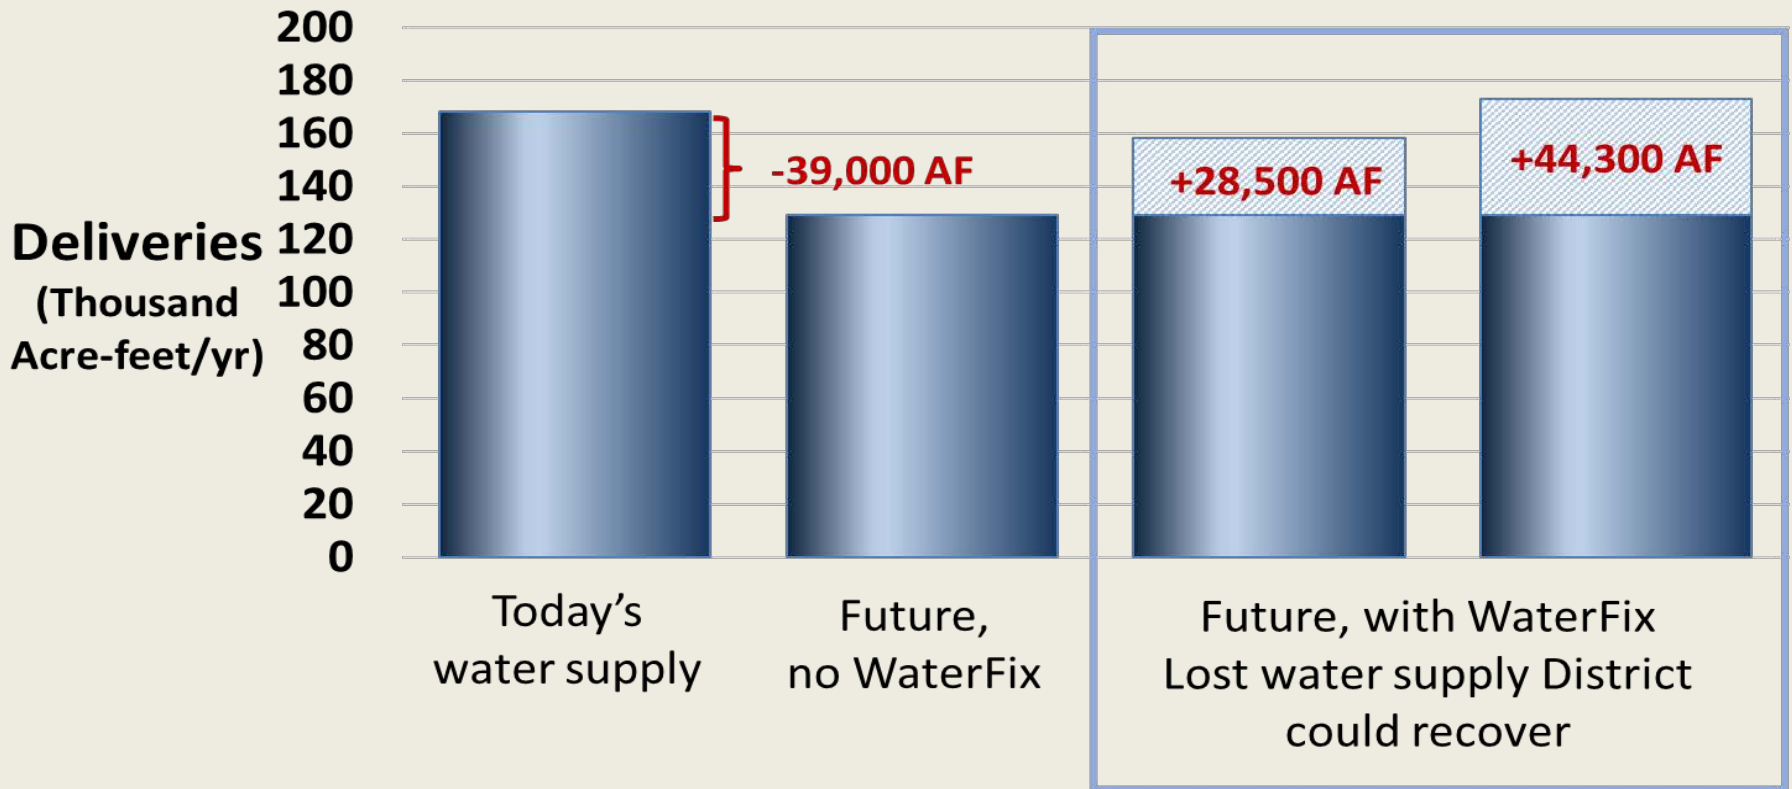 200
180
160
140
120
100
80
60
40
20
0
Deliveries
(Thousand
Acre-feet/yr)
-39,000 AF
+28,500 AF
+44,300 AF
Today’s
water supply
Future,
no WaterFix
Future, with WaterFix
Lost water supply District
could recover